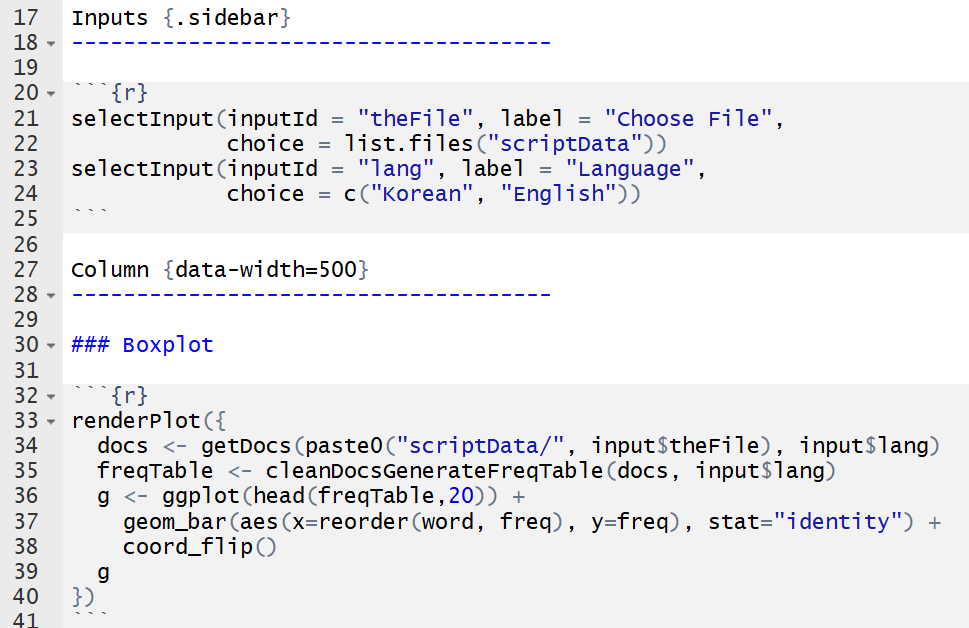 17 Inputs {.sidebar}
18 -------------------------------------
19
20 ```{r}
21 selectInput(inputId = "theFile", label = "Choose File",
22             choice = list.files("scriptData"))
23 selectInput(inputId = "lang", label = "Language",
24             choice = c("Korean", "English"))
25 ```
26
27 Column {data-width=500}
28 -------------------------------------
29
30 ### Boxplot
31
32 ```{r}
33 renderPlot({
34   docs <- getDocs(paste0("scriptData/", input$theFile), input$lang)
35   freqTable <- cleanDocsGenerateFreqTable(docs, input$lang)
36   g <- ggplot(head(freqTable,20)) +
37     geom_bar(aes(x=reorder(word, freq), y=freq), stat="identity") +
38     coord_flip()
39   g
40 })
41 ```